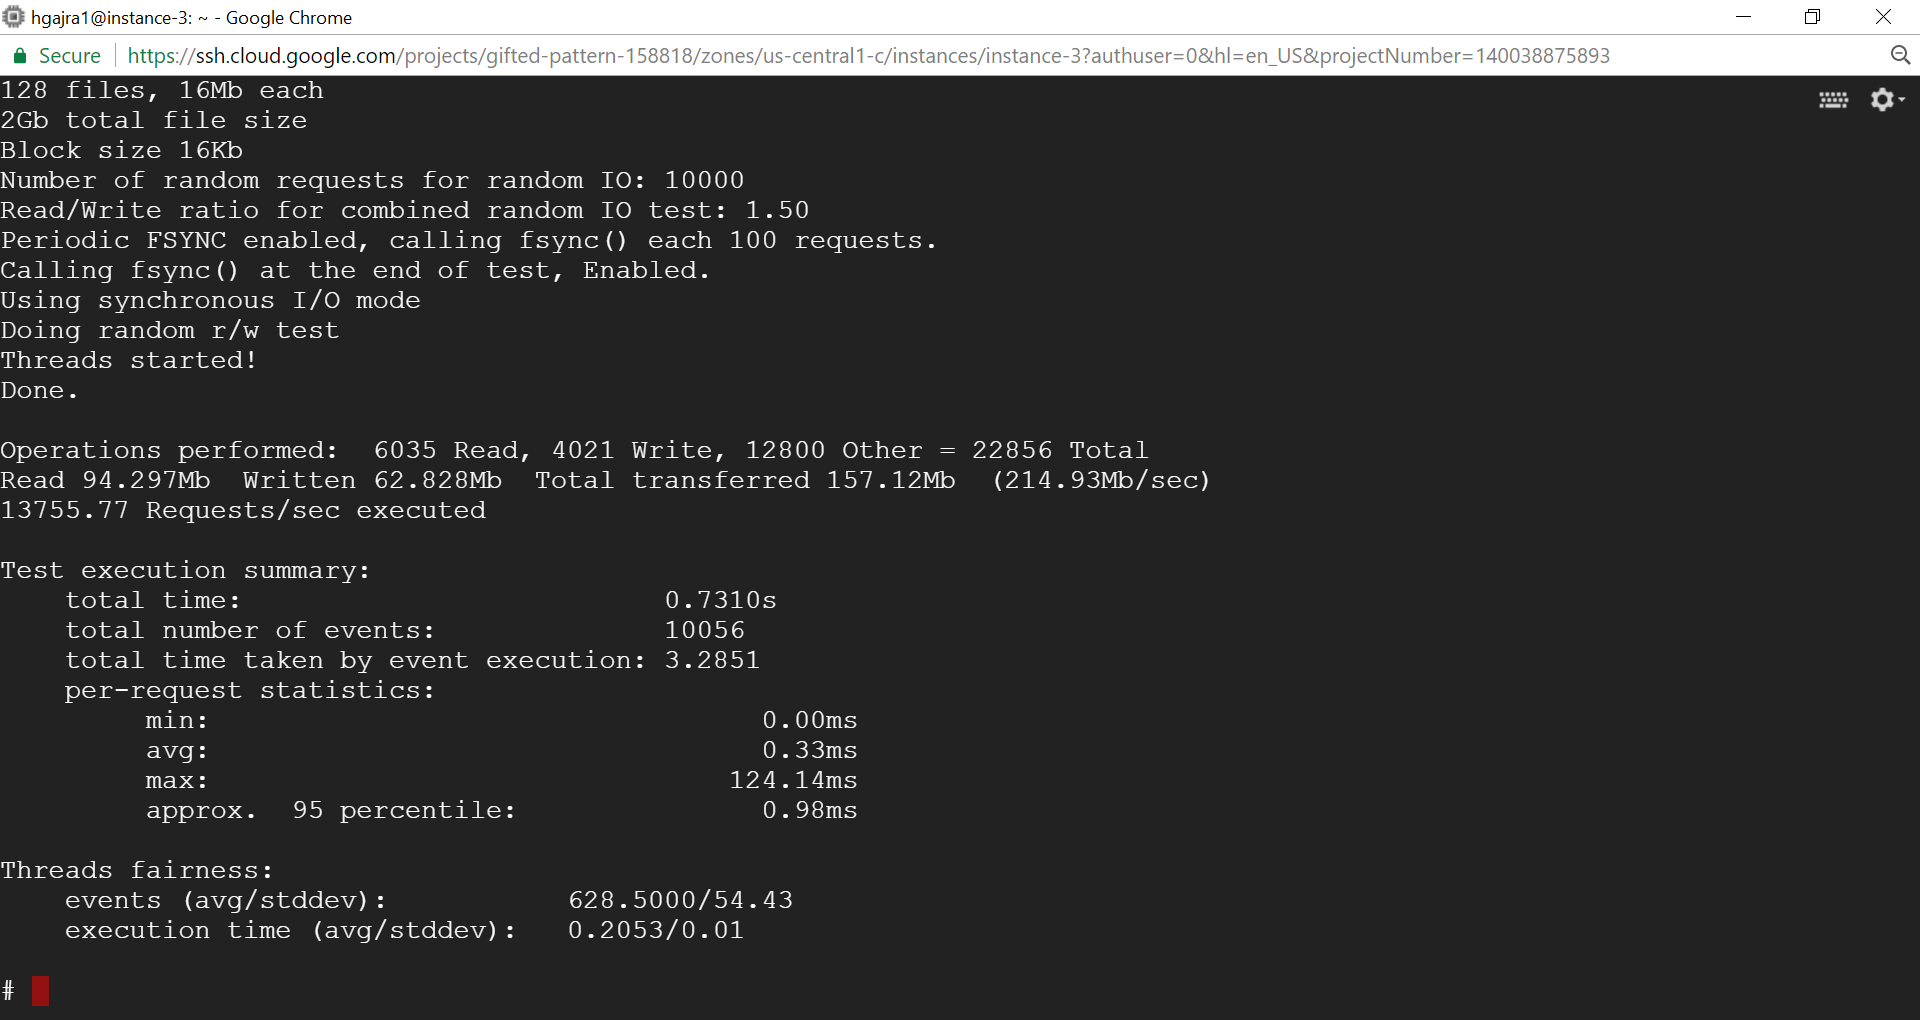 hgajra1@instance-3: ~ - Google Chrome
Secure https://ssh.cloud.google.com/projects/gifted-pattern-158818/zones/us-central1-c/instances/instance-3?authuser=0&hl=en_US&projectNumber=140038875893
128 files, 16Mb each
2Gb total file size
Block size 16Kb
Number of random requests for random IO: 10000
Read/Write ratio for combined random IO test: 1.50
Periodic FSYNC enabled, calling fsync() each 100 requests.
Calling fsync() at the end of test, Enabled.
Using synchronous I/O mode
Doing random r/w test
Threads started!
Done.
Operations performed:  6035 Read, 4021 Write, 12800 Other = 22856 Total
Read 94.297Mb  Written 62.828Mb  Total transferred 157.12Mb  (214.93Mb/sec)
13755.77 Requests/sec executed
Test execution summary:
    total time:                          0.7310s
    total number of events:              10056
    total time taken by event execution: 3.2851
    per-request statistics:
         min:                                  0.00ms
         avg:                                  0.33ms
         max:                                124.14ms
         approx.  95 percentile:               0.98ms
Threads fairness:
    events (avg/stddev):           628.5000/54.43
    execution time (avg/stddev):   0.2053/0.01
#